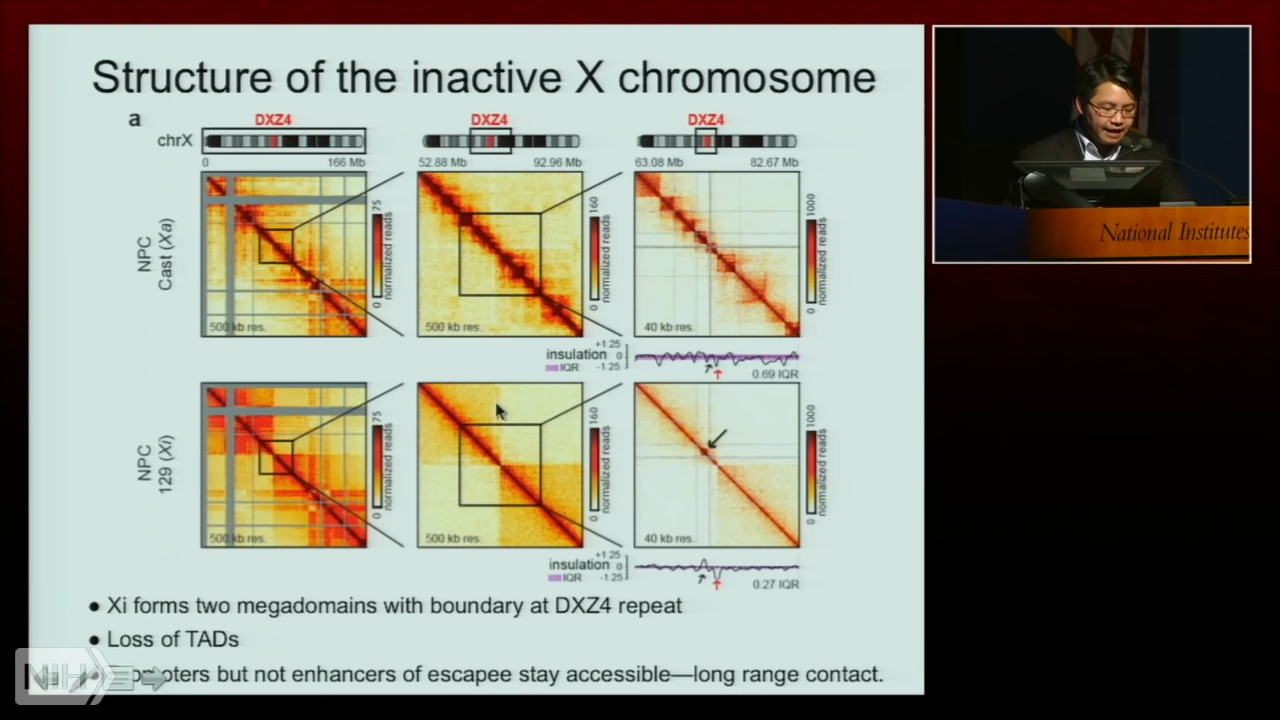 Structure of the inactive X chromosome
a
DXZ4
DXZ4
DXZ4
chrX
0
166 Mb
52.88 Mb
92.96 Mb
63.08 Mb
82.67 Mb
NPC
Cast (Xa)
500 kb res.
75
0
normalized reads
500 kb res.
160
0
normalized reads
40 kb res.
1000
0
normalized reads
insulation
IQR
+1.25
0
-1.25
0.69 IQR
NPC
129 (Xi)
500 kb res.
75
0
normalized reads
500 kb res.
160
0
normalized reads
40 kb res.
1000
0
normalized reads
insulation
IQR
+1.25
0
-1.25
0.27 IQR
• Xi forms two megadomains with boundary at DXZ4 repeat
• Loss of TADs
but not enhancers of escapee stay accessible—long range contact.
NIH
National Institutes